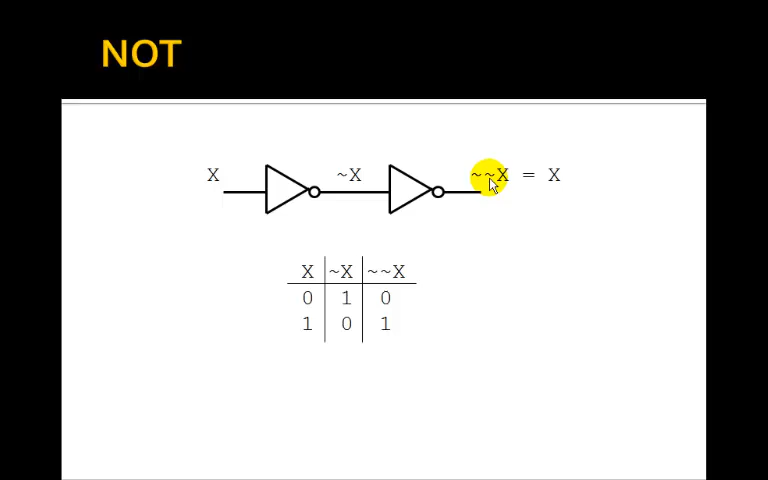 NOT
X ~X ~~X = X
X ~X ~~X
0 1 0
1 0 1